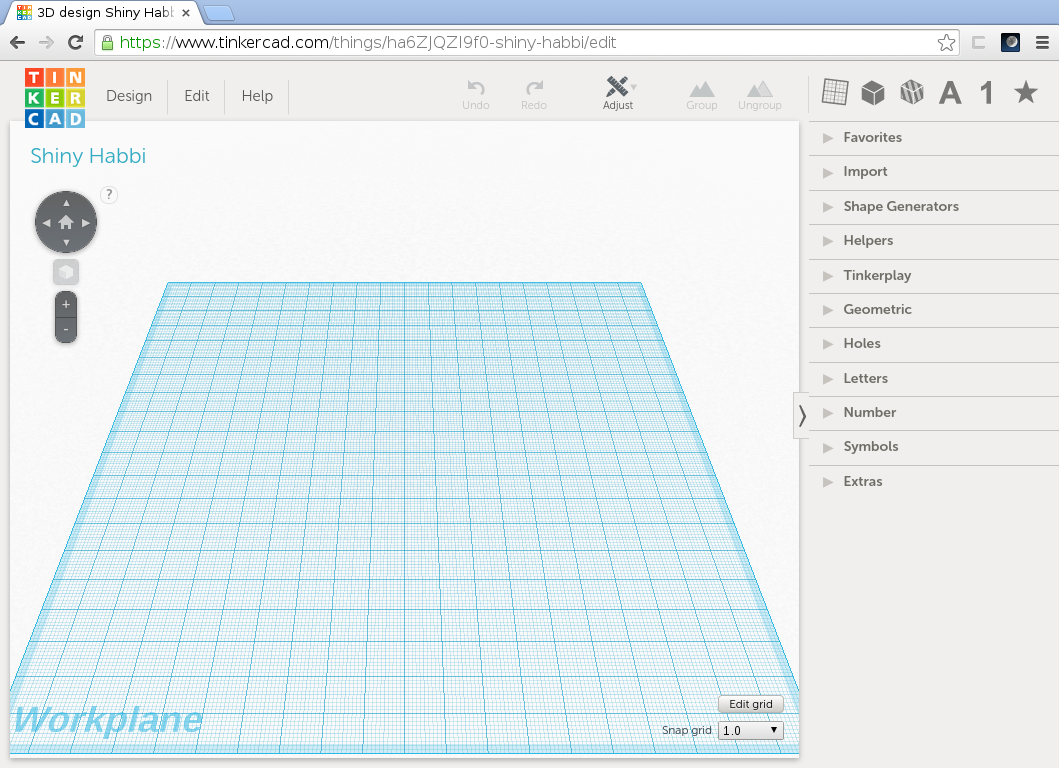 3D design Shiny Habb
https://www.tinkercad.com/things/ha6ZJQZI9f0-shiny-habbi/edit
TIN
KER
CAD
Design
Edit
Help
Undo
Redo
Adjust
Group
Ungroup
A
1
Shiny Habbi
?
+
-
Favorites
Import
Shape Generators
Helpers
Tinkerplay
Geometric
Holes
Letters
Number
Symbols
Extras
Workplane
Edit grid
Snap grid
1.0